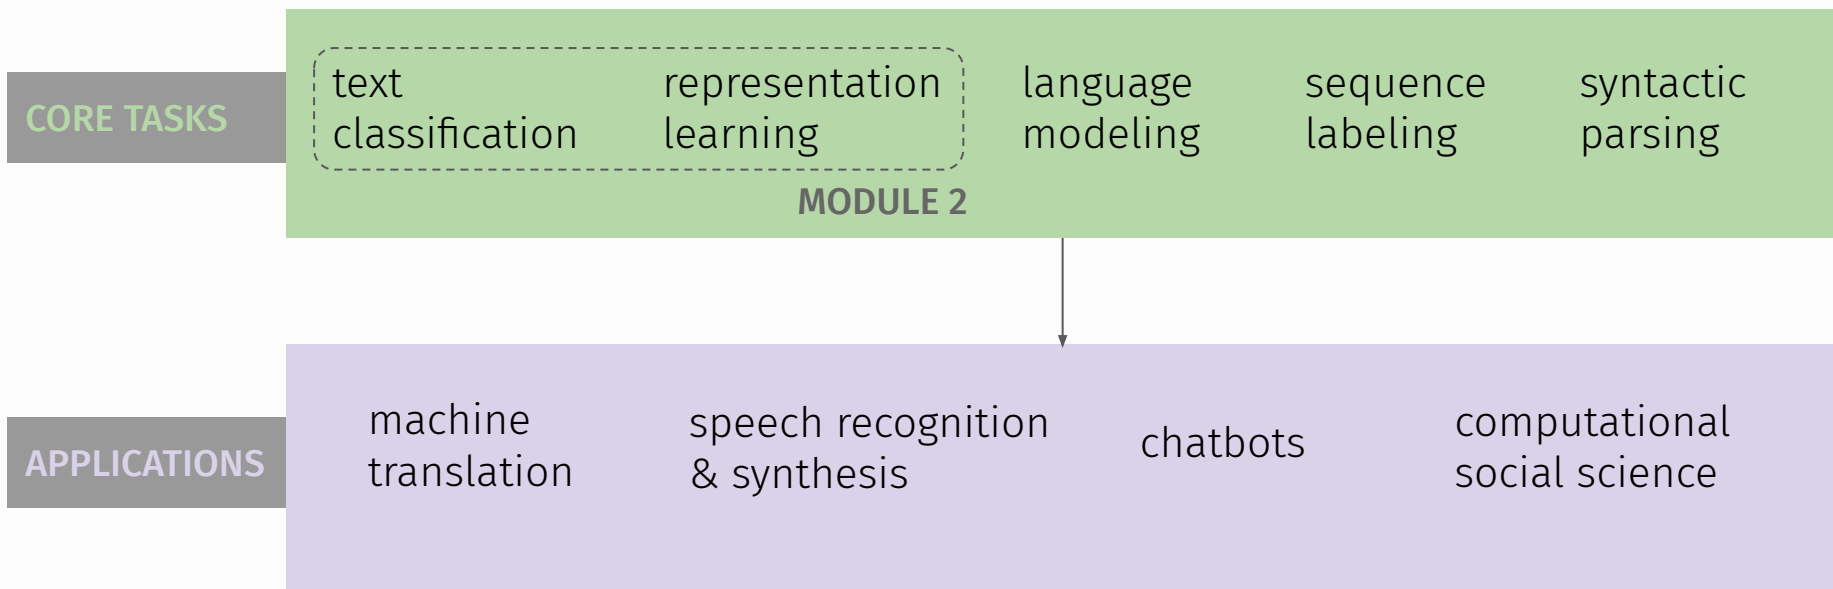 CORE TASKS
text
classification
representation
learning
language
modeling
sequence
labeling
syntactic
parsing
MODULE 2
APPLICATIONS
machine
translation
speech recognition
& synthesis
chatbots
computational
social science